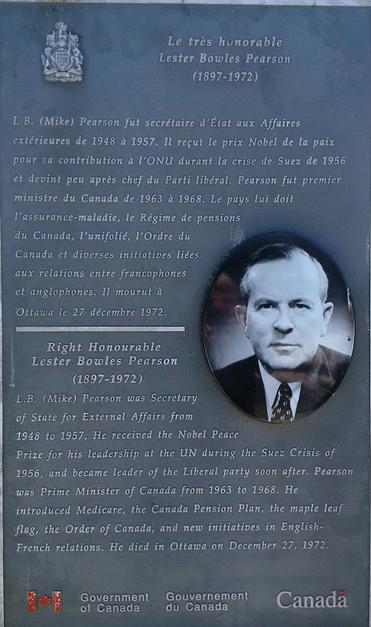 Le très honorable
Lester Bowles Pearson
(1897-1972)
L.B. (Mike) Pearson fut secrétaire d'État aux Affaires
extérieures de 1948 à 1957. Il reçut le prix Nobel de la paix
pour sa contribution à l'ONU durant la crise de Suez de 1956
et devint peu après chef du Parti libéral. Pearson fut premier
ministre du Canada de 1963 à 1968. Le pays lui doit
l'assurance-maladie, le Régime de pensions
du Canada, l'unifolié, l'Ordre du
Canada et diverses initiatives liées
aux relations entre francophones
et anglophones. Il mourut à
Ottawa le 27 décembre 1972.
Right Honourable
Lester Bowles Pearson
(1897-1972)
L.B. (Mike) Pearson was Secretary
of State for External Affairs from
1948 to 1957. He received the Nobel Peace
Prize for his leadership at the UN during the Suez Crisis of
1956, and became leader of the Liberal party soon after. Pearson
was Prime Minister of Canada from 1963 to 1968. He
introduced Medicare, the Canada Pension Plan, the maple leaf
flag, the Order of Canada, and new initiatives in English-
French relations. He died in Ottawa on December 27, 1972.
Government of Canada
Gouvernement du Canada
Canada